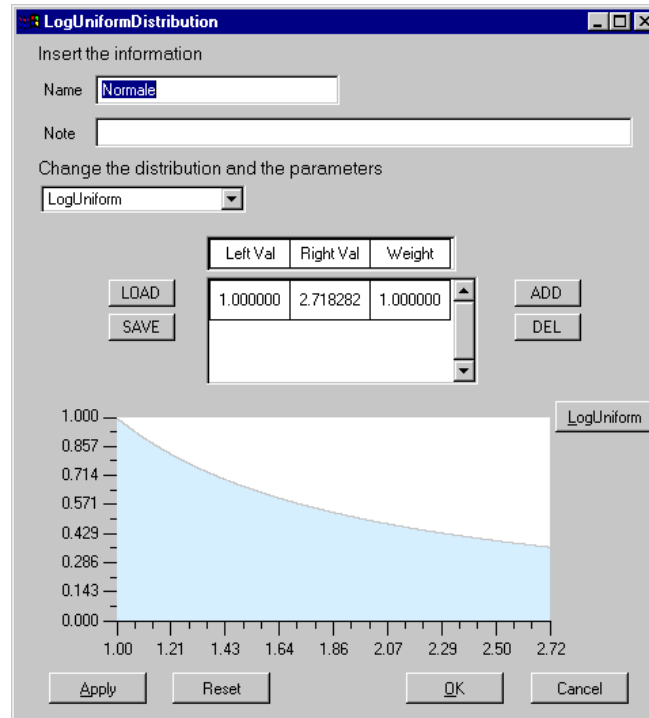 LogUniformDistribution
Insert the information
Name Normale
Note
Change the distribution and the parameters
LogUniform
Left Val Right Val Weight
LOAD 1.000000 2.718282 1.000000 ADD
SAVE DEL
1.000 LogUniform
0.857
0.714
0.571
0.429
0.286
0.143
0.000
1.00 1.21 1.43 1.64 1.86 2.07 2.29 2.50 2.72
Apply Reset OK Cancel